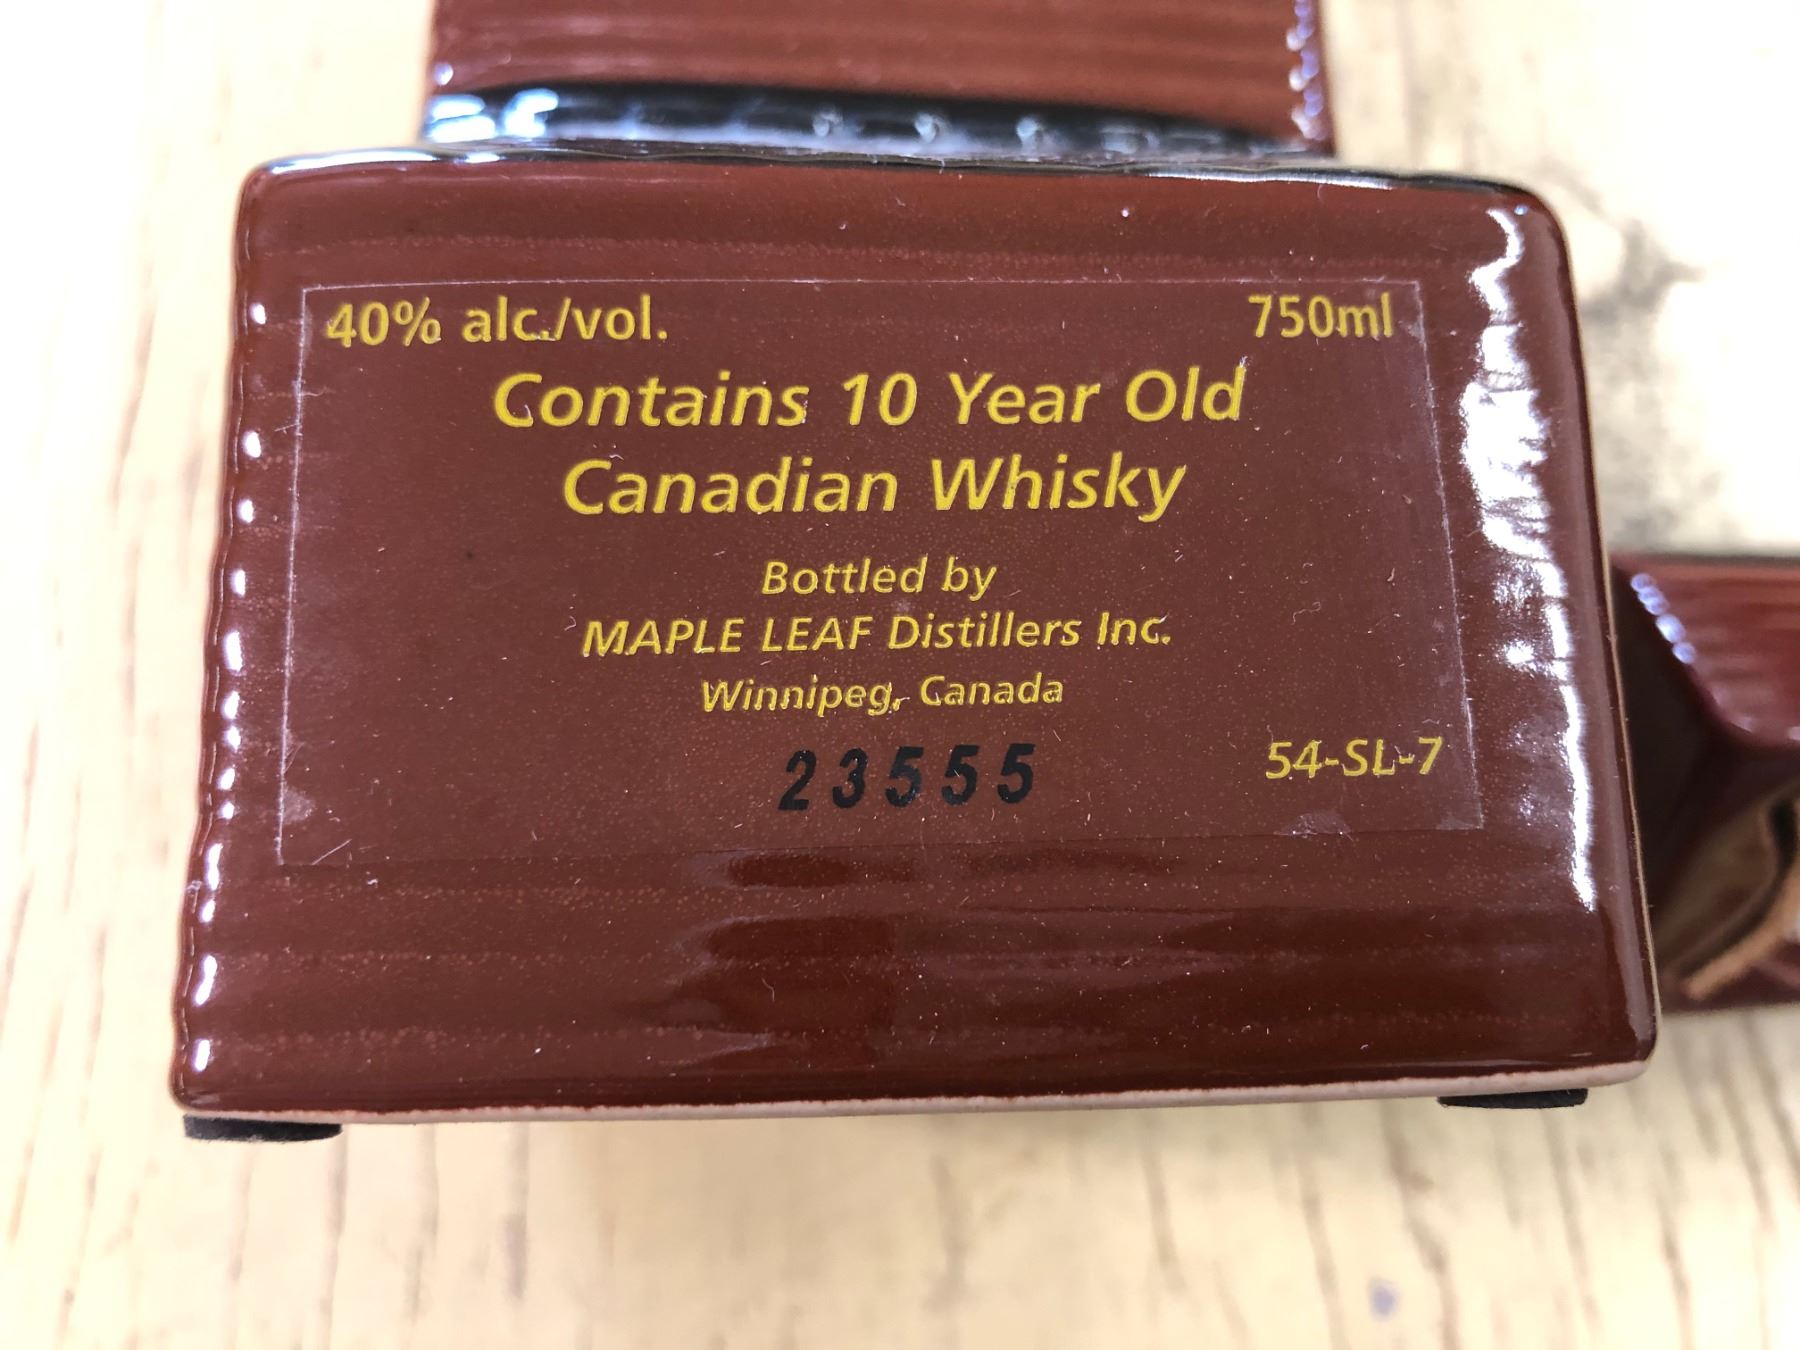 40% alc./vol. 750ml
Contains 10 Year Old
Canadian Whisky
Bottled by
MAPLE LEAF Distillers Inc.
Winnipeg, Canada
23555 54-SL-7